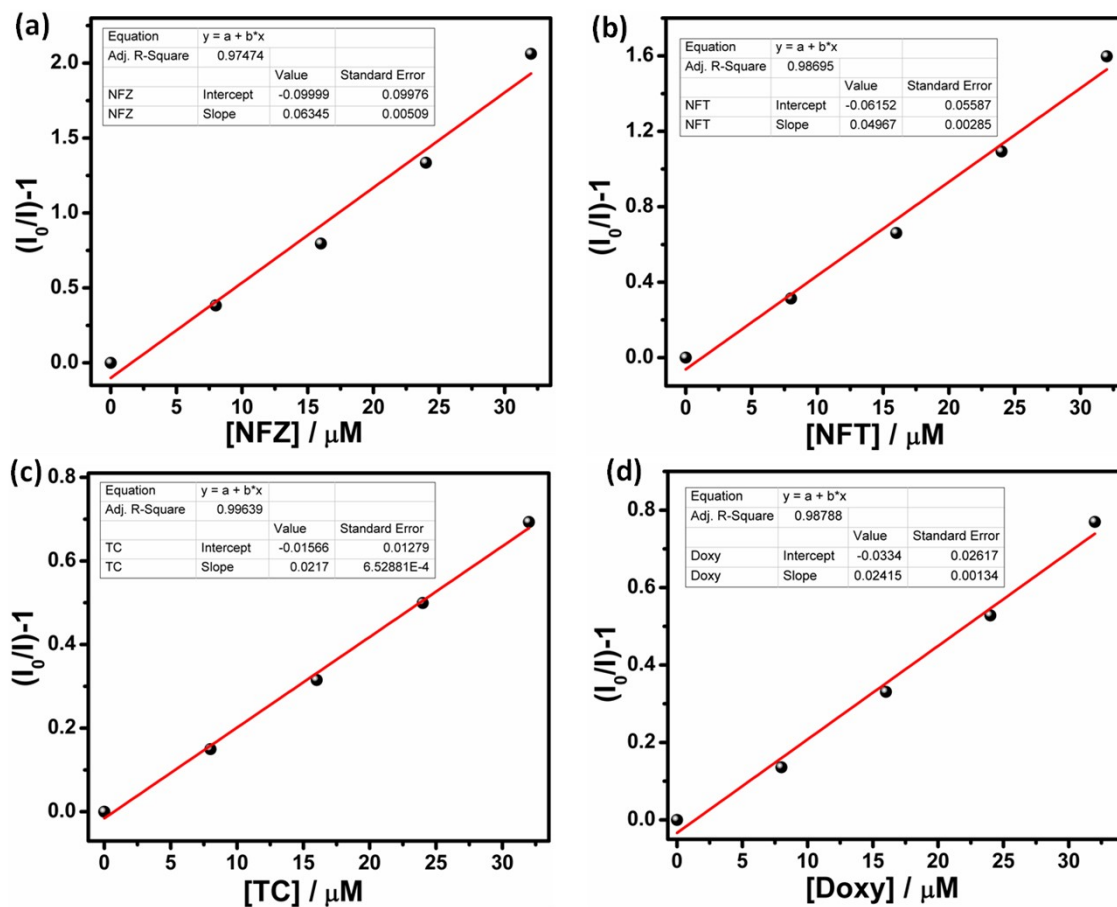 (a)
Equation y = a + b*x
Adj. R-Square 0.97474
Value Standard Error
NFZ Intercept -0.09999 0.09976
NFZ Slope 0.06345 0.00509
2.0
1.5
1.0
0.5
0.0
(I0/I)-1
0 5 10 15 20 25 30
[NFZ] / μM
(b)
Equation y = a + b*x
Adj. R-Square 0.98695
Value Standard Error
NFT Intercept -0.06152 0.05587
NFT Slope 0.04967 0.00285
1.6
1.2
0.8
0.4
0.0
(I0/I)-1
0 5 10 15 20 25 30
[NFT] / μM
(c)
Equation y = a + b*x
Adj. R-Square 0.99639
Value Standard Error
TC Intercept -0.01566 0.01279
TC Slope 0.0217 6.52881E-4
0.8
0.6
0.4
0.2
0.0
(I0/I)-1
0 5 10 15 20 25 30
[TC] / μM
(d)
Equation y = a + b*x
Adj. R-Square 0.98788
Value Standard Error
Doxy Intercept -0.0334 0.02617
Doxy Slope 0.02415 0.00134
0.8
0.6
0.4
0.2
0.0
(I0/I)-1
0 5 10 15 20 25 30
[Doxy] / μM